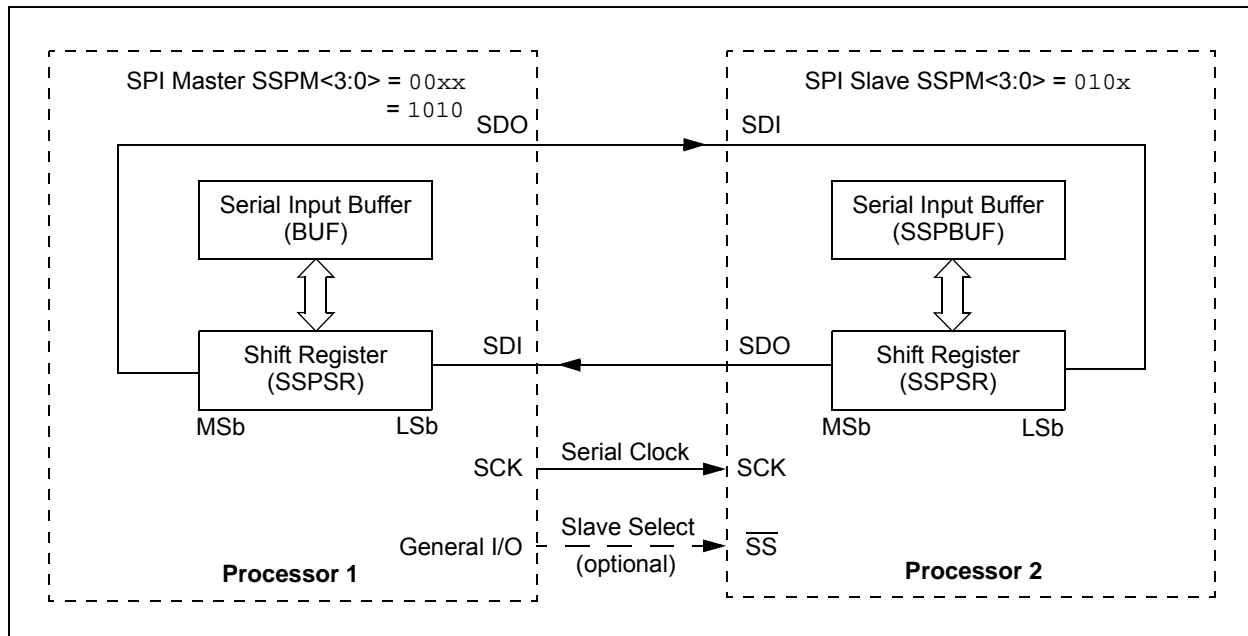 SPI Master SSPM<3:0> = 00xx
= 1010
SDO
Serial Input Buffer
(BUF)
Shift Register
(SSPSR)
MSb
LSb
SDI
SCK
General I/O
Processor 1
Serial Clock
Slave Select
(optional)
SPI Slave SSPM<3:0> = 010x
SDI
Serial Input Buffer
(SSPBUF)
SDO
Shift Register
(SSPSR)
MSb
LSb
SCK
S̅S̅
Processor 2